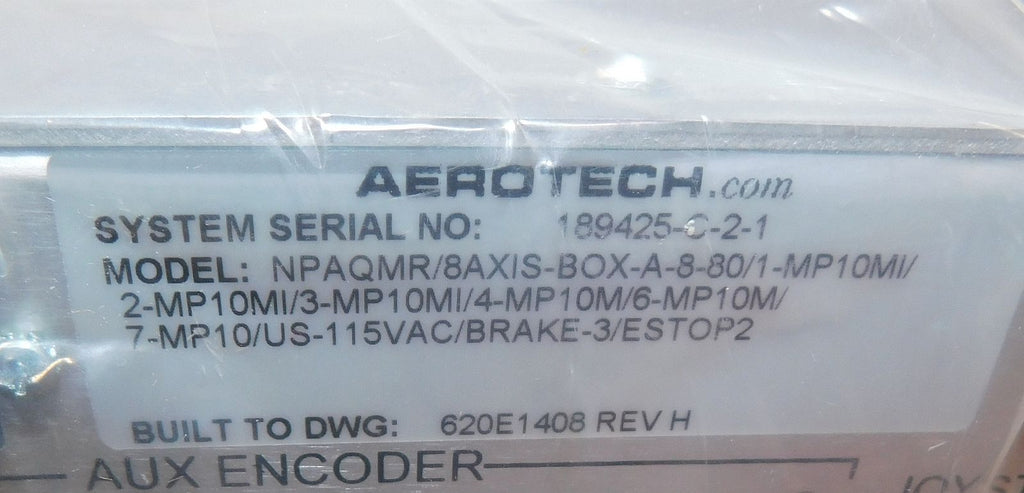 AEROTECH.com
SYSTEM SERIAL NO: 189425-C-2-1
MODEL: NPAQMR/8AXIS-BOX-A-8-80/1-MP10MI/
2-MP10MI/3-MP10MI/4-MP10M/6-MP10M/
7-MP10/US-115VAC/BRAKE-3/ESTOP2
BUILT TO DWG: 620E1408 REV H
AUX ENCODER